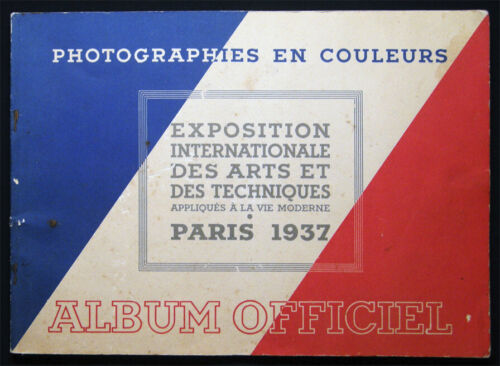 PHOTOGRAPHIES EN COULEURS
EXPOSITION
INTERNATIONALE
DES ARTS ET
DES TECHNIQUES
APPLIQUÉS À LA VIE MODERNE
•
PARIS 1937
ALBUM OFFICIEL